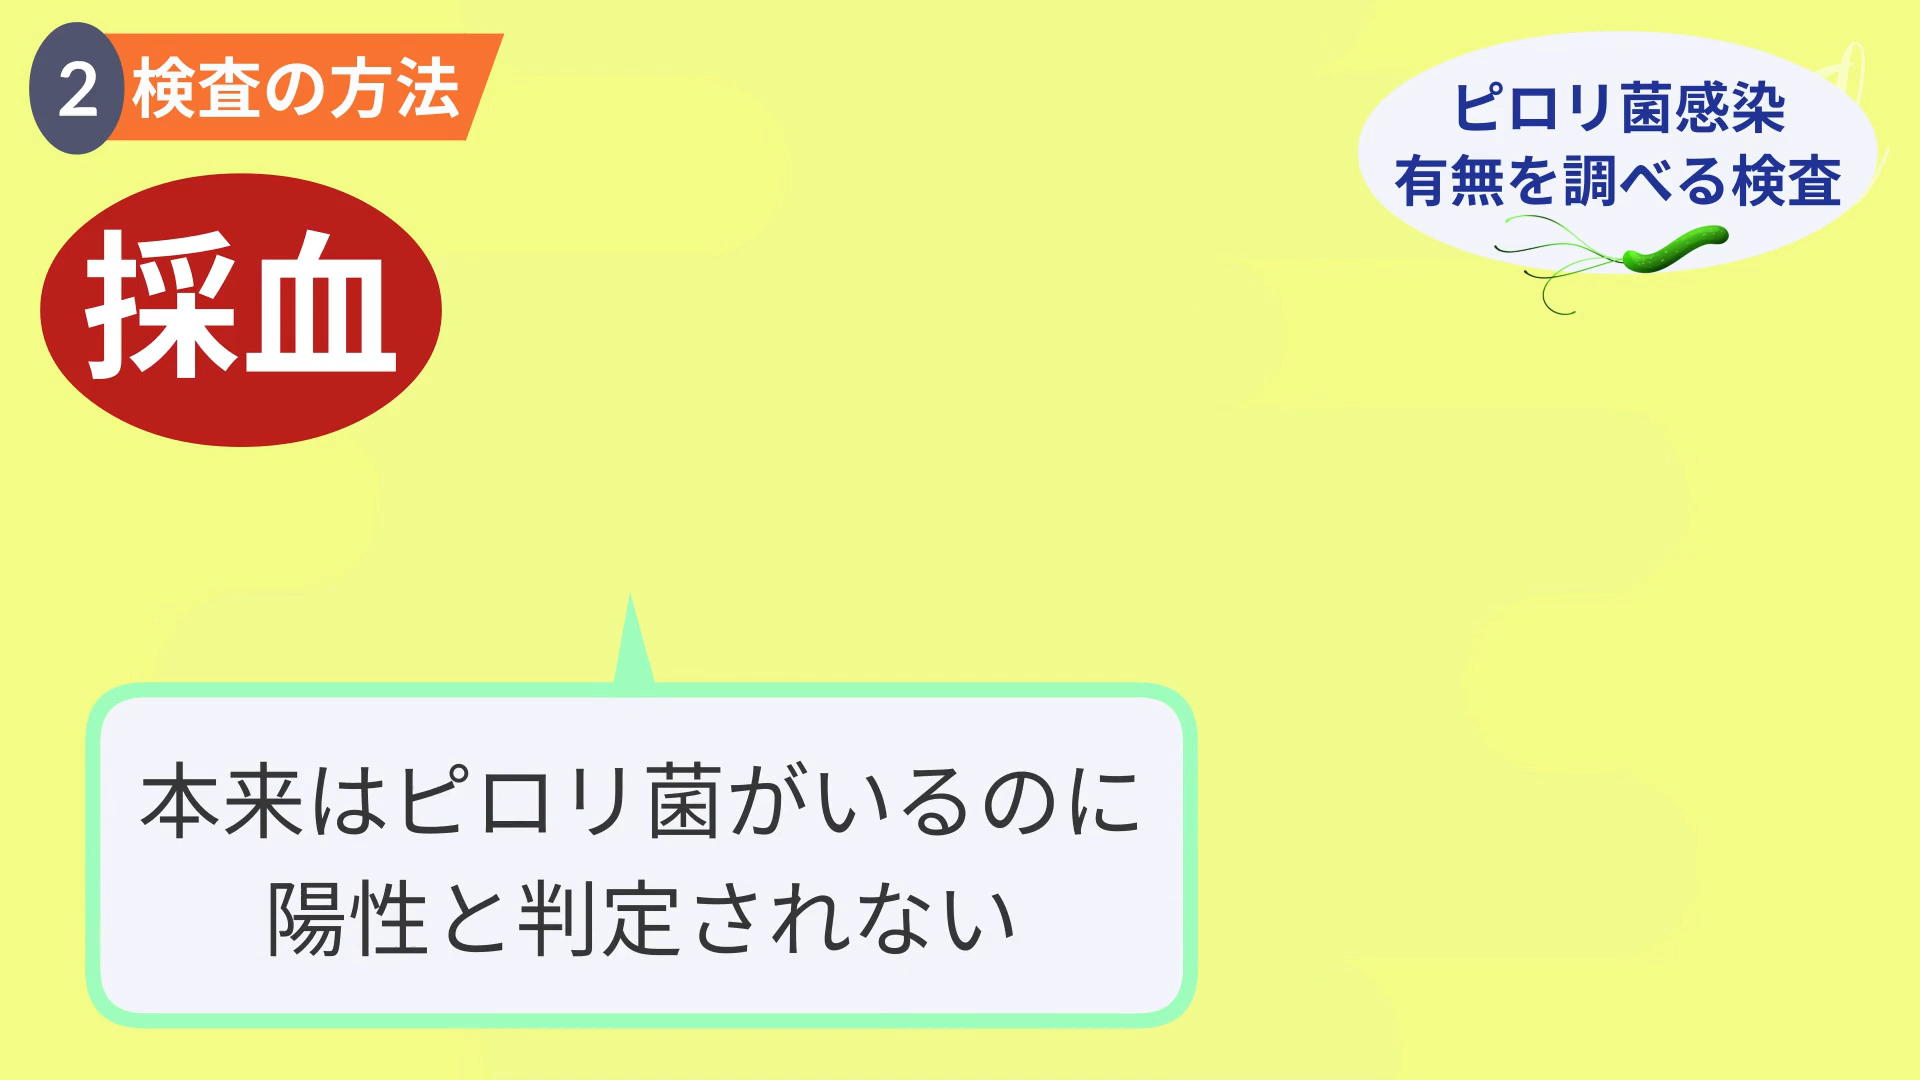 2 検査の方法
ピロリ菌感染
有無を調べる検査
採血
本来はピロリ菌がいるのに
陽性と判定されない